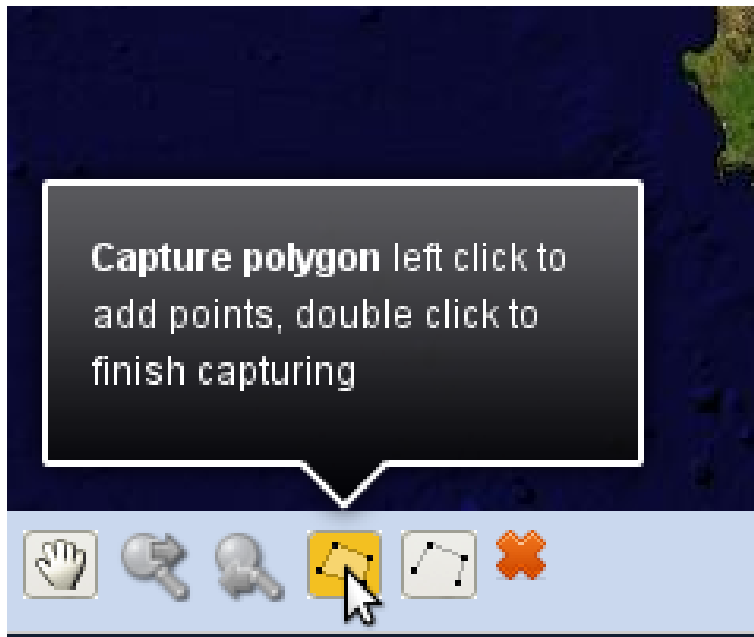 Capture polygon left click to
add points, double click to
finish capturing